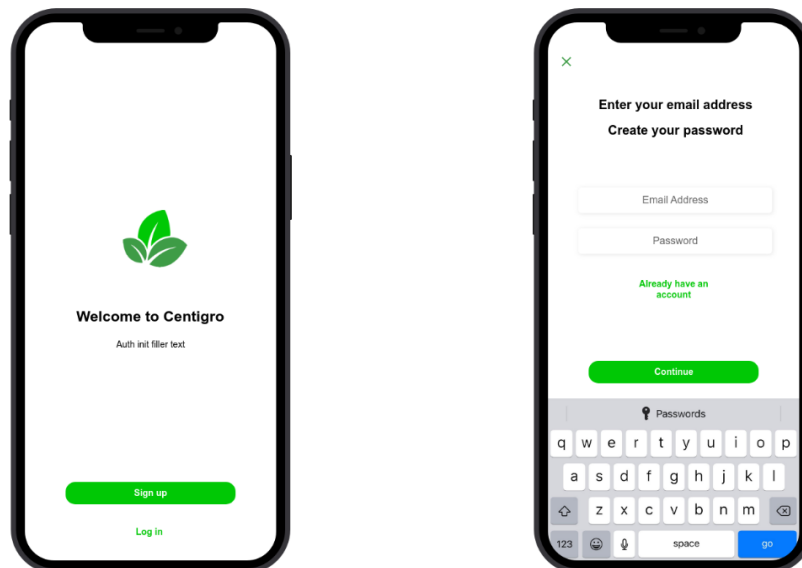 Welcome to Centigro
Auth init filler text
Sign up
Log in
Enter your email address
Create your password
Email Address
Password
Already have an
account
Continue
Passwords
q w e r t y u i o p
a s d f g h j k l
z x c v b n m
123 space go